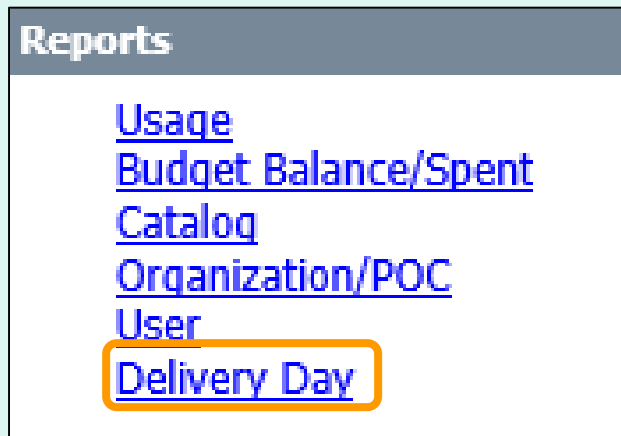 Reports
Usage
Budget Balance/Spent
Catalog
Organization/POC
User
Delivery Day